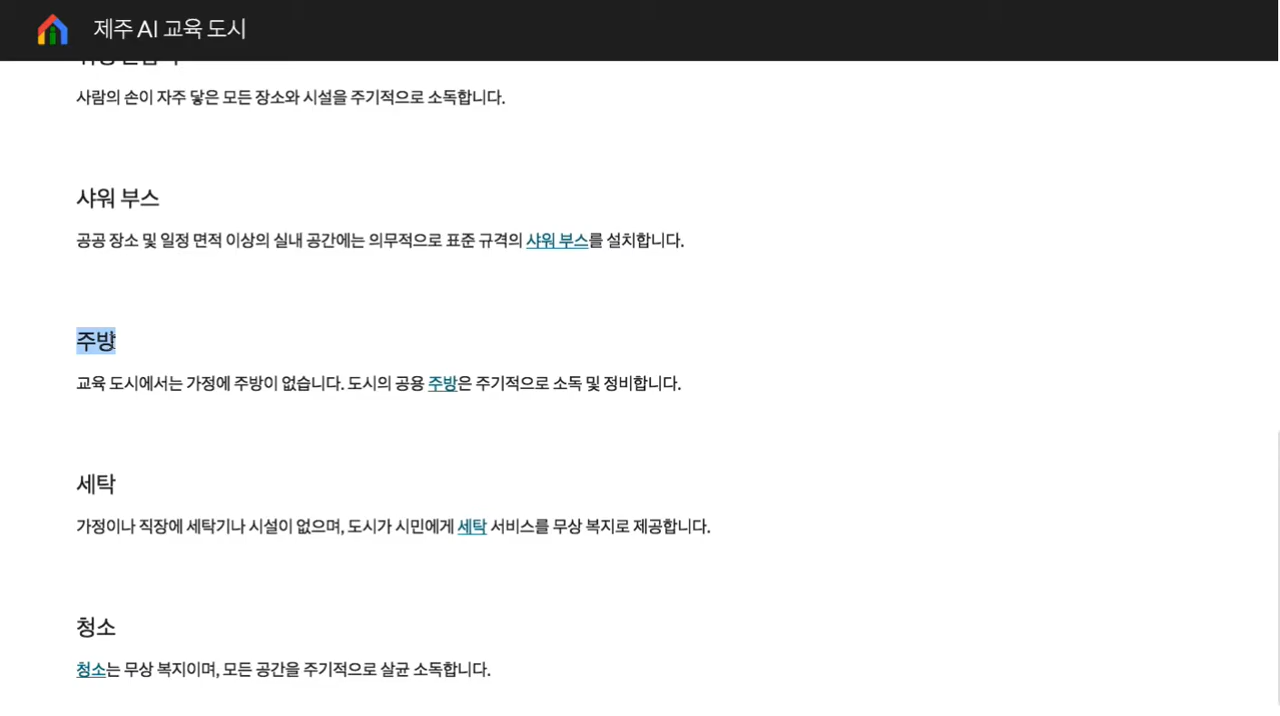 제주 AI 교육 도시
사람의 손이 자주 닿은 모든 장소와 시설을 주기적으로 소독합니다.
샤워 부스
공공 장소 및 일정 면적 이상의 실내 공간에는 의무적으로 표준 규격의 샤워 부스를 설치합니다.
주방
교육 도시에서는 가정에 주방이 없습니다. 도시의 공용 주방은 주기적으로 소독 및 정비합니다.
세탁
가정이나 직장에 세탁기나 시설이 없으며, 도시가 시민에게 세탁 서비스를 무상 복지로 제공합니다.
청소
청소는 무상 복지이며, 모든 공간을 주기적으로 살균 소독합니다.